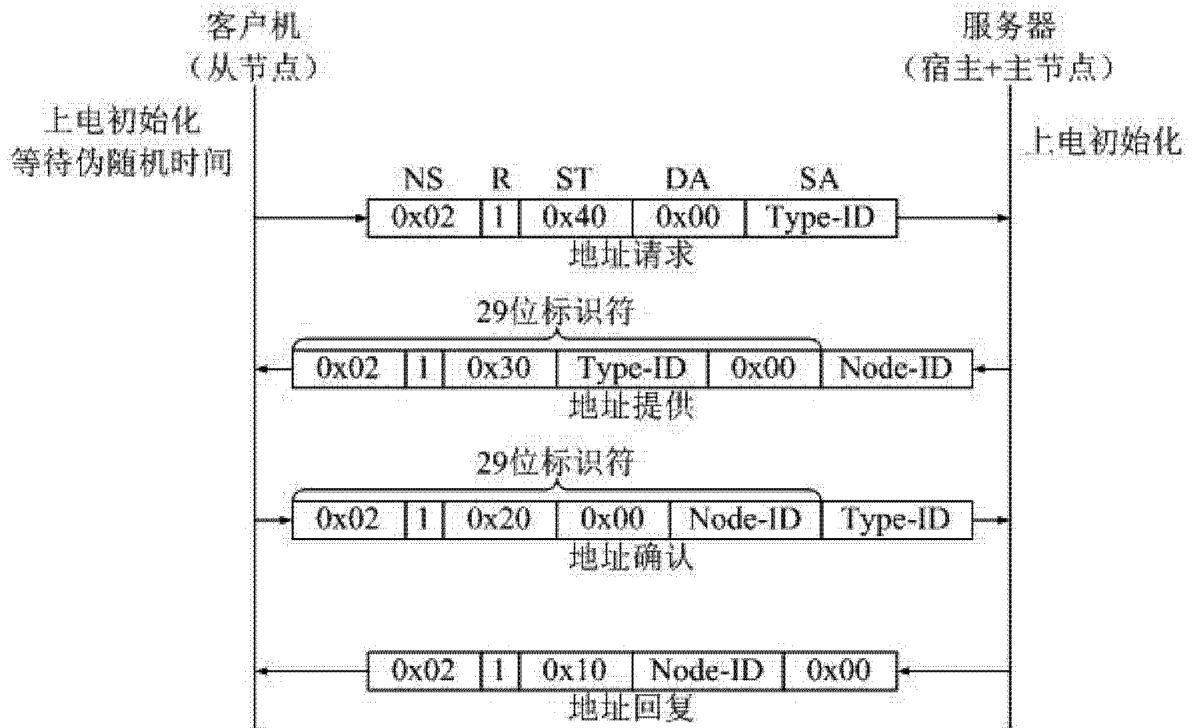 客户机
（从节点）
服务器
（宿主+主节点）
上电初始化
等待伪随机时间
上电初始化
NS R ST DA SA
0x02 1 0x40 0x00 Type-ID
地址请求
29位标识符
0x02 1 0x30 Type-ID 0x00 Node-ID
地址提供
29位标识符
0x02 1 0x20 0x00 Node-ID Type-ID
地址确认
0x02 1 0x10 Node-ID 0x00
地址回复